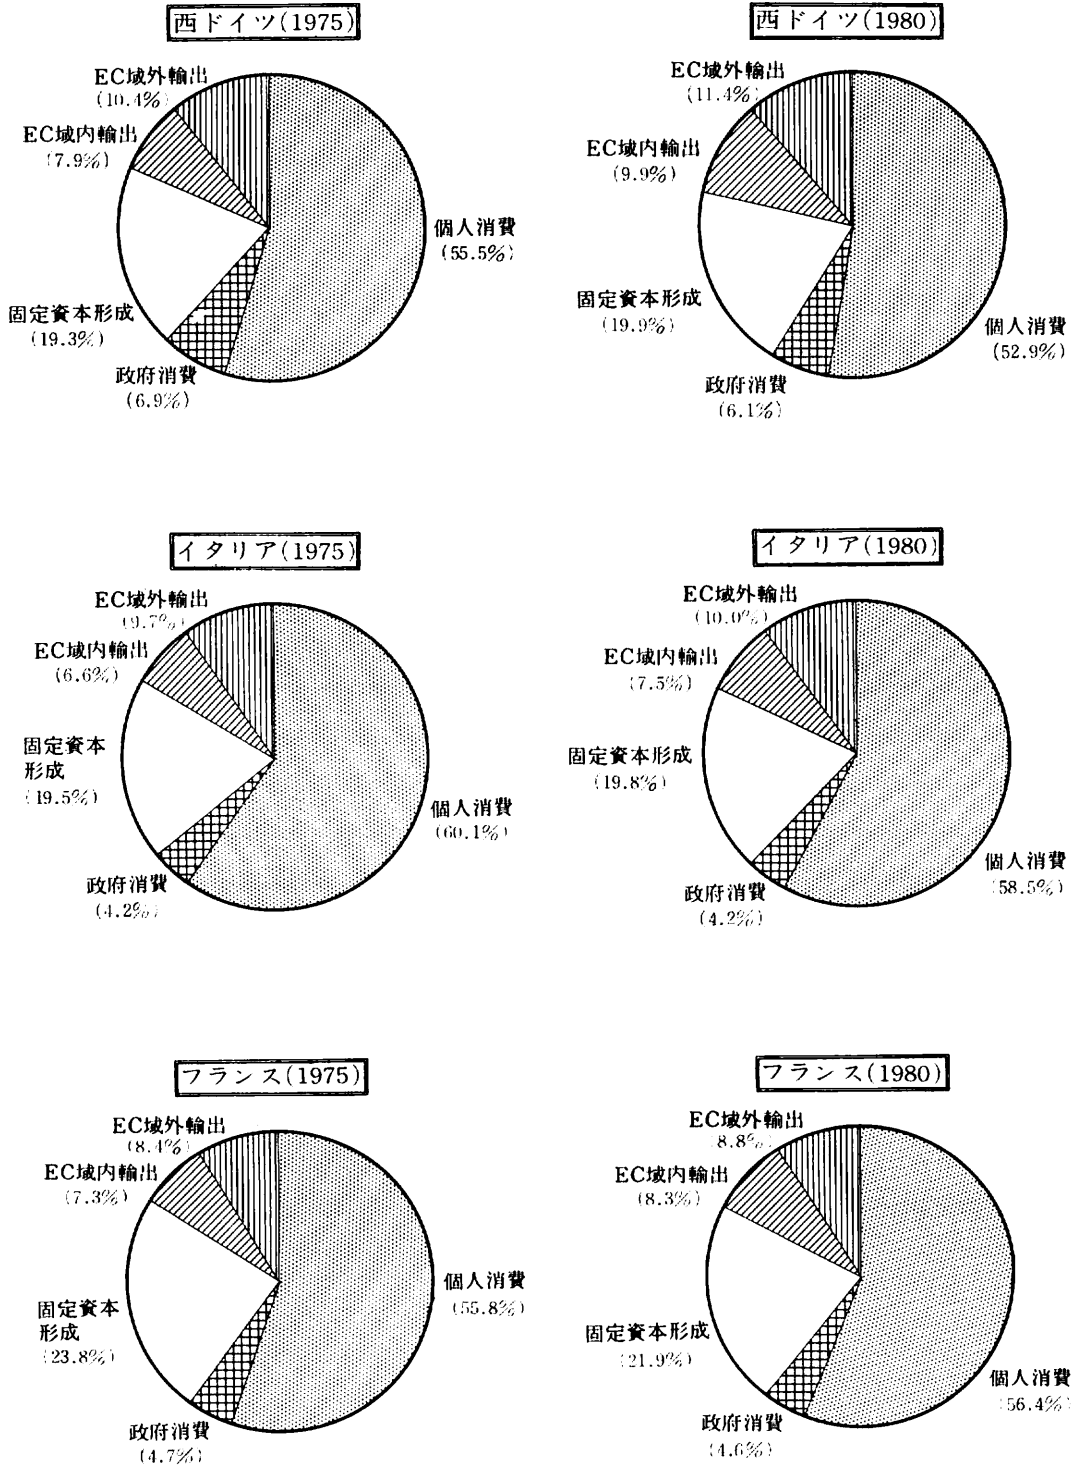 西ドイツ(1975)
EC域外輸出
(10.4%)
EC域内輸出
(7.9%)
個人消費
(55.5%)
固定資本形成
(19.3%)
政府消費
(6.9%)
西ドイツ(1980)
EC域外輸出
(11.4%)
EC域内輸出
(9.9%)
固定資本形成
(19.9%)
個人消費
(52.9%)
政府消費
(6.1%)
イタリア(1975)
EC域外輸出
(9.7%)
EC域内輸出
(6.6%)
固定資本
形成
(19.5%)
個人消費
(60.1%)
政府消費
(4.2%)
イタリア(1980)
EC域外輸出
(10.0%)
EC域内輸出
(7.5%)
固定資本形成
(19.8%)
個人消費
(58.5%)
政府消費
(4.2%)
フランス(1975)
EC域外輸出
(8.4%)
EC域内輸出
(7.3%)
個人消費
(55.8%)
固定資本
形成
(23.8%)
政府消費
(4.7%)
フランス(1980)
EC域外輸出
(8.8%)
EC域内輸出
(8.3%)
固定資本形成
(21.9%)
個人消費
(56.4%)
政府消費
(4.6%)